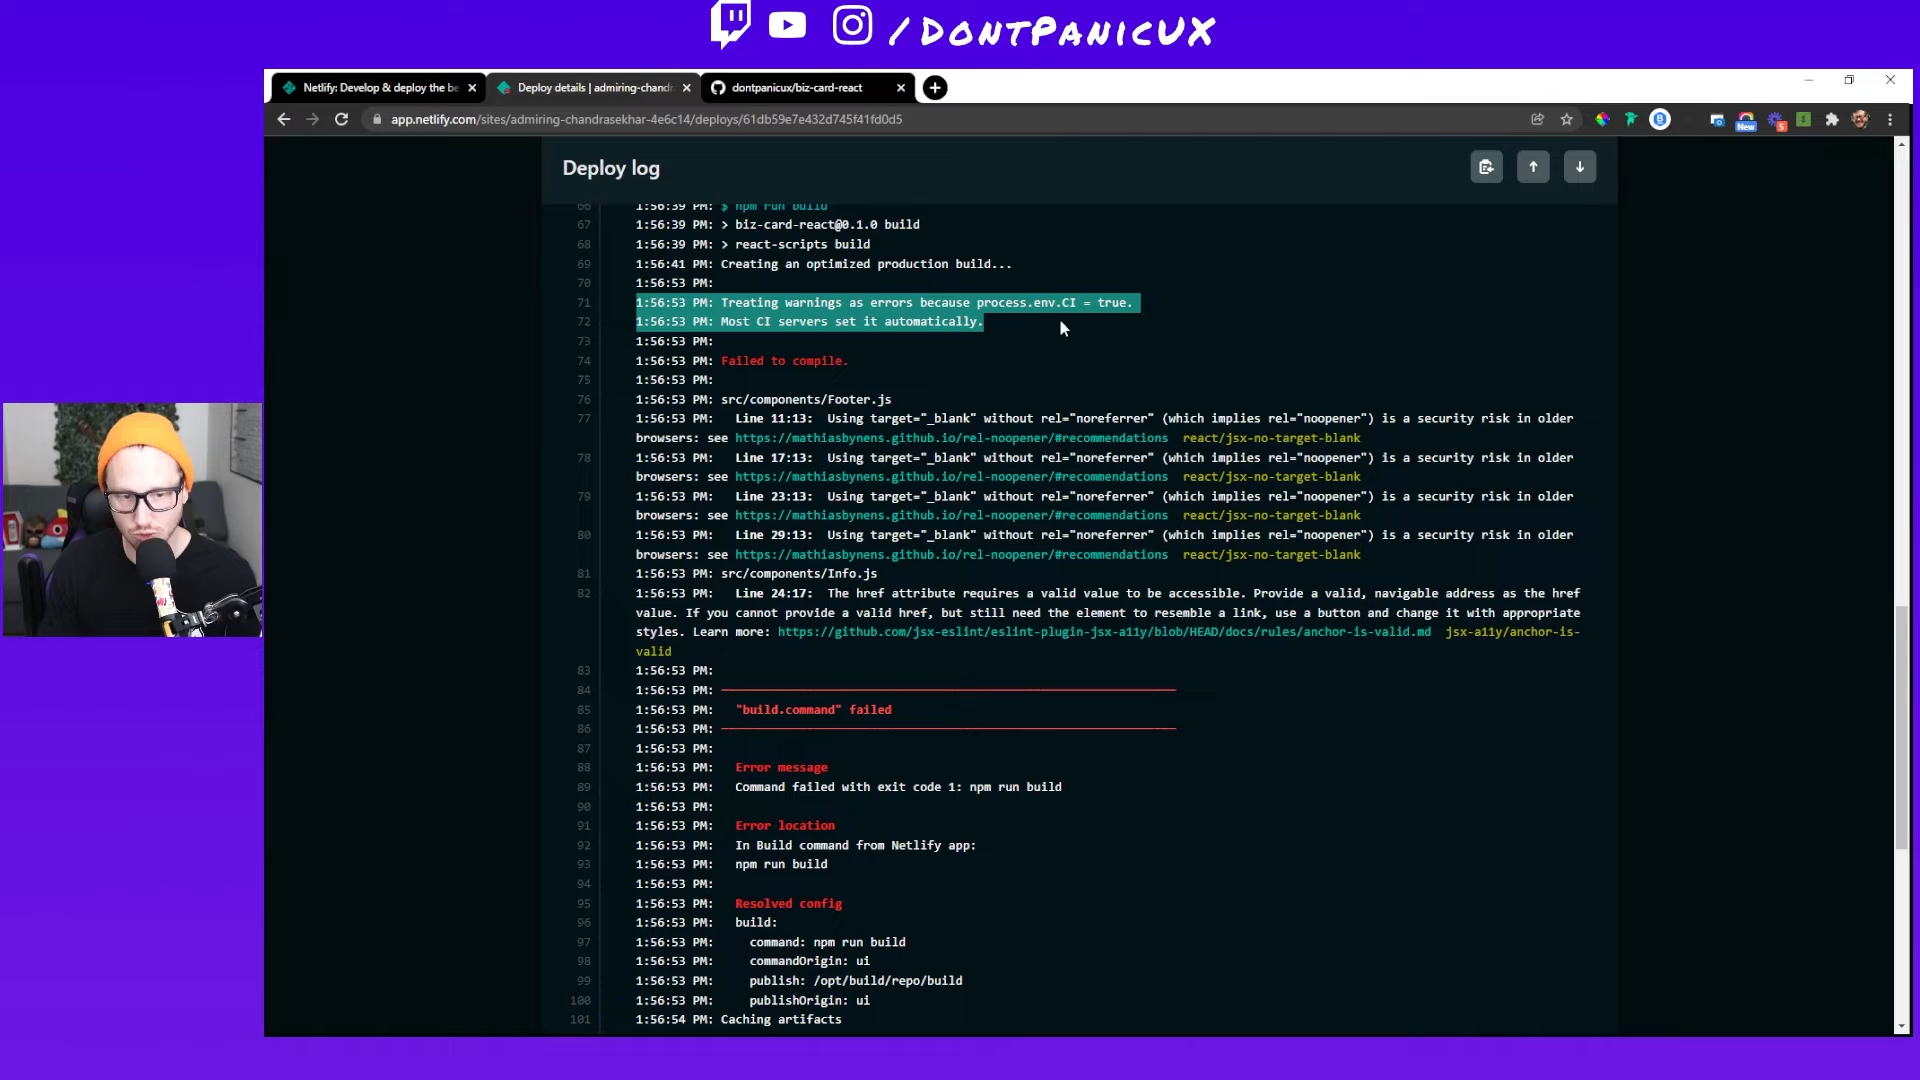 /DontPanicUX
Netlify: Develop & deploy the be
Deploy details | admiring-chandr
dontpanicux/biz-card-react
app.netlify.com/sites/admiring-chandrasekhar-4e6c14/deploys/61db59e7e432d745f41fd0d5
New
5
Deploy log
66 1:56:39 PM: $ npm run build
67 1:56:39 PM: > biz-card-react@0.1.0 build
68 1:56:39 PM: > react-scripts build
69 1:56:41 PM: Creating an optimized production build...
70 1:56:53 PM:
71 1:56:53 PM: Treating warnings as errors because process.env.CI = true.
72 1:56:53 PM: Most CI servers set it automatically.
73 1:56:53 PM:
74 1:56:53 PM: Failed to compile.
75 1:56:53 PM:
76 1:56:53 PM: src/components/Footer.js
77 1:56:53 PM: Line 11:13: Using target="_blank" without rel="noreferrer" (which implies rel="noopener") is a security risk in older
browsers: see https://mathiasbynens.github.io/rel-noopener/#recommendations react/jsx-no-target-blank
78 1:56:53 PM: Line 17:13: Using target="_blank" without rel="noreferrer" (which implies rel="noopener") is a security risk in older
browsers: see https://mathiasbynens.github.io/rel-noopener/#recommendations react/jsx-no-target-blank
79 1:56:53 PM: Line 23:13: Using target="_blank" without rel="noreferrer" (which implies rel="noopener") is a security risk in older
browsers: see https://mathiasbynens.github.io/rel-noopener/#recommendations react/jsx-no-target-blank
80 1:56:53 PM: Line 29:13: Using target="_blank" without rel="noreferrer" (which implies rel="noopener") is a security risk in older
browsers: see https://mathiasbynens.github.io/rel-noopener/#recommendations react/jsx-no-target-blank
81 1:56:53 PM: src/components/Info.js
82 1:56:53 PM: Line 24:17: The href attribute requires a valid value to be accessible. Provide a valid, navigable address as the href
value. If you cannot provide a valid href, but still need the element to resemble a link, use a button and change it with appropriate
styles. Learn more: https://github.com/jsx-eslint/eslint-plugin-jsx-a11y/blob/HEAD/docs/rules/anchor-is-valid.md jsx-a11y/anchor-is-
valid
83 1:56:53 PM:
84 1:56:53 PM:
85 1:56:53 PM: "build.command" failed
86 1:56:53 PM:
87 1:56:53 PM:
88 1:56:53 PM: Error message
89 1:56:53 PM: Command failed with exit code 1: npm run build
90 1:56:53 PM:
91 1:56:53 PM: Error location
92 1:56:53 PM: In Build command from Netlify app:
93 1:56:53 PM: npm run build
94 1:56:53 PM:
95 1:56:53 PM: Resolved config
96 1:56:53 PM: build:
97 1:56:53 PM: command: npm run build
98 1:56:53 PM: commandOrigin: ui
99 1:56:53 PM: publish: /opt/build/repo/build
100 1:56:53 PM: publishOrigin: ui
101 1:56:54 PM: Caching artifacts